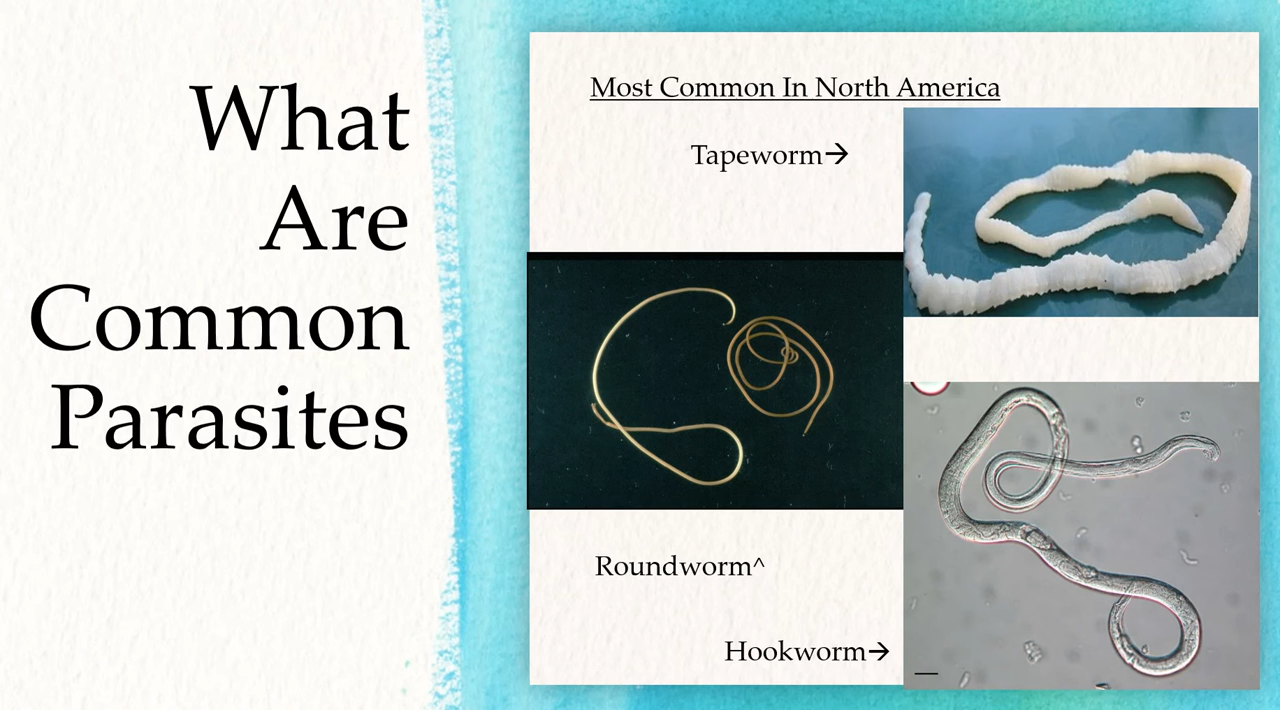 What
Are
Common
Parasites
Most Common In North America
Tapeworm→
Roundworm^
Hookworm→